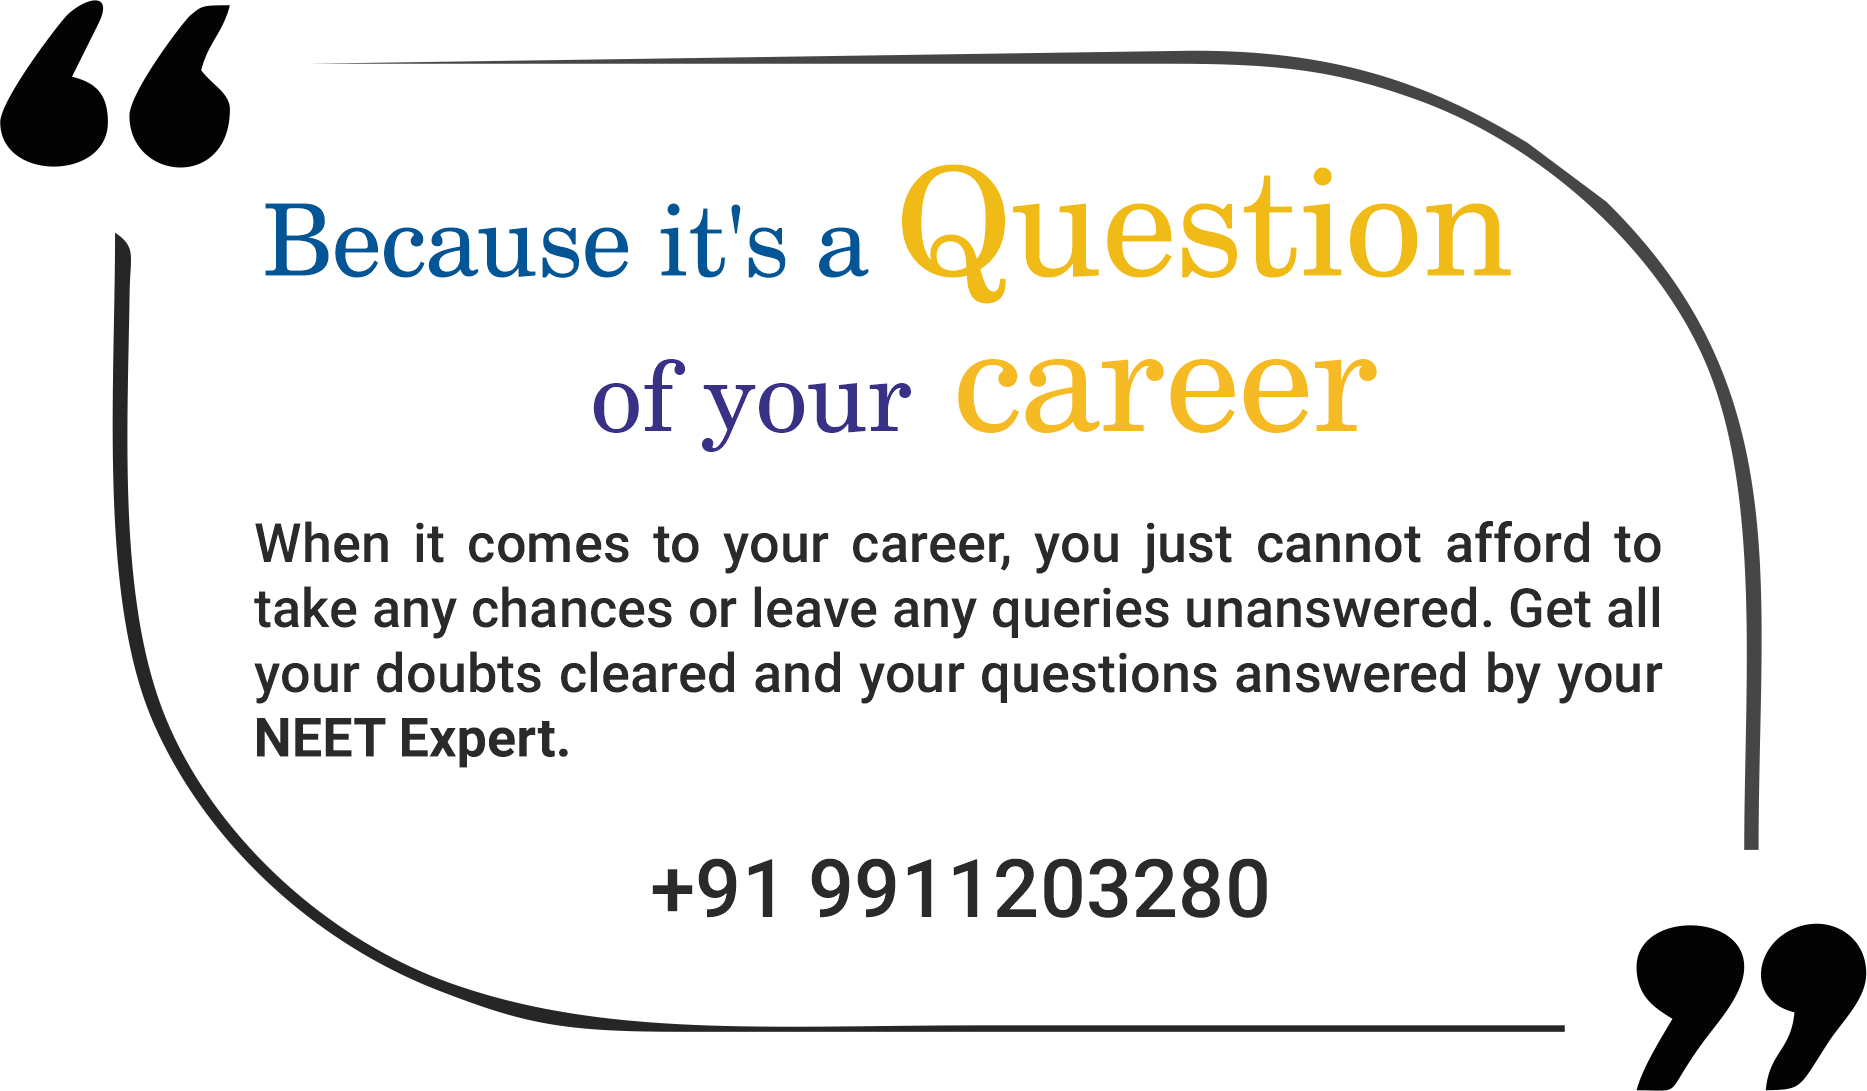 Because it's a Question
of your career
When it comes to your career, you just cannot afford to
take any chances or leave any queries unanswered. Get all
your doubts cleared and your questions answered by your
NEET Expert.
+91 9911203280